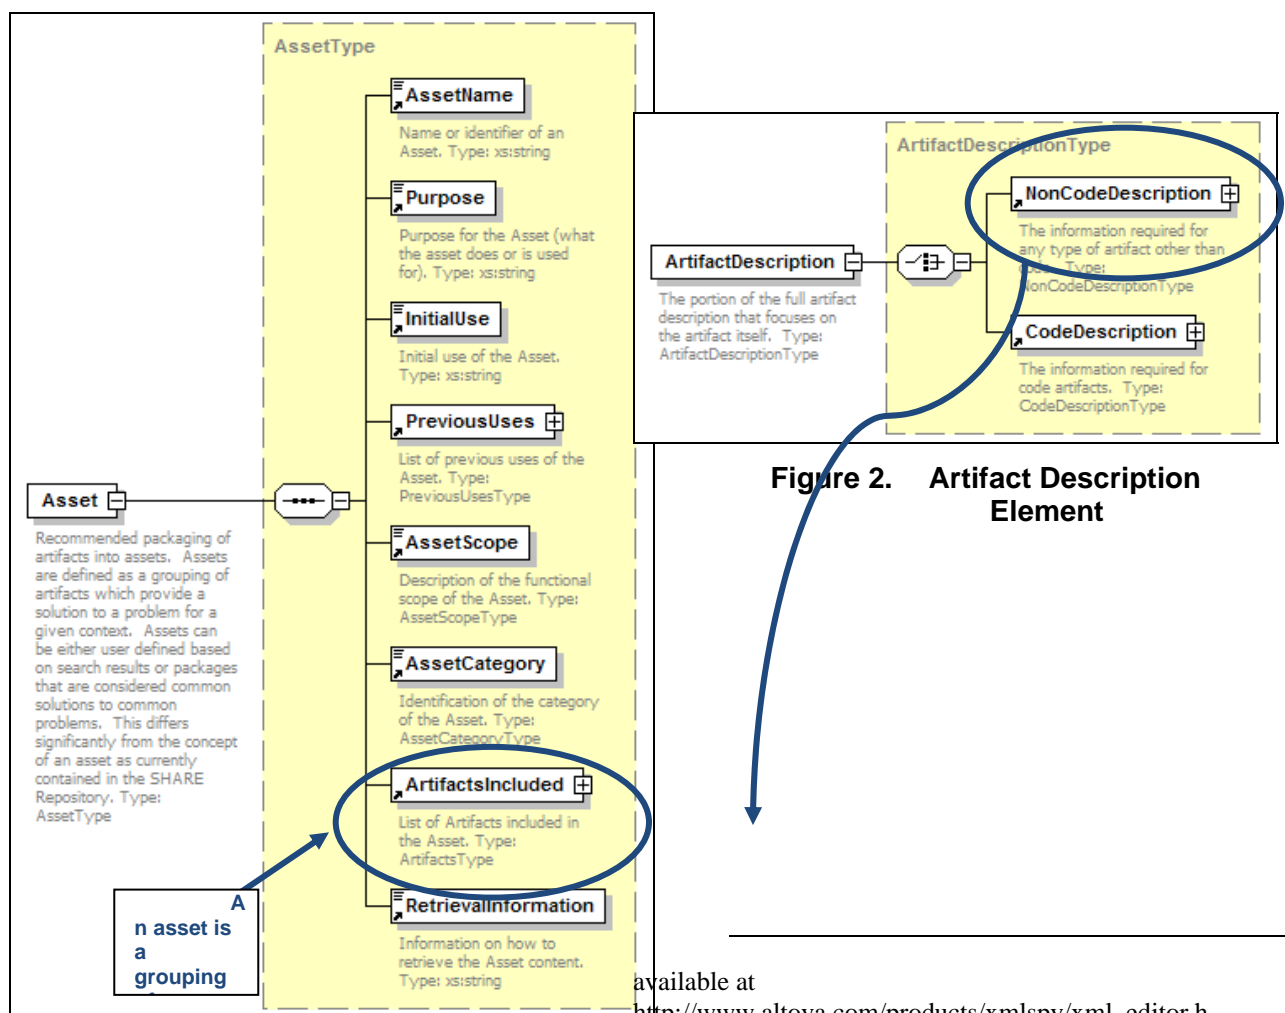 AssetType
AssetName
Name or identifier of an
Asset. Type: xs:string
Purpose
Purpose for the Asset (what
the asset does or is used
for). Type: xs:string
InitialUse
Initial use of the Asset.
Type: xs:string
PreviousUses
List of previous uses of the
Asset. Type:
PreviousUsesType
Asset
Recommended packaging of
artifacts into assets. Assets
are defined as a grouping of
artifacts which provide a
solution to a problem for a
given context. Assets can
be either user defined based
on search results or packages
that are considered common
solutions to common
problems. This differs
significantly from the concept
of an asset as currently
contained in the SHARE
Repository. Type:
AssetType
AssetScope
Description of the functional
scope of the Asset. Type:
AssetScopeType
AssetCategory
Identification of the category
of the Asset. Type:
AssetCategoryType
ArtifactsIncluded
List of Artifacts included in
the Asset. Type:
ArtifactsType
RetrievalInformation
Information on how to
retrieve the Asset content.
Type: xs:string
A
n asset is
a
grouping
ArtifactDescriptionType
NonCodeDescription
The information required for
any type of artifact other than
code. Type:
NonCodeDescriptionType
ArtifactDescription
The portion of the full artifact
description that focuses on
the artifact itself. Type:
ArtifactDescriptionType
CodeDescription
The information required for
code artifacts. Type:
CodeDescriptionType
Figure 2. Artifact Description
Element
available at
http://www.altova.com/products/xmlspy/xml_editor.h